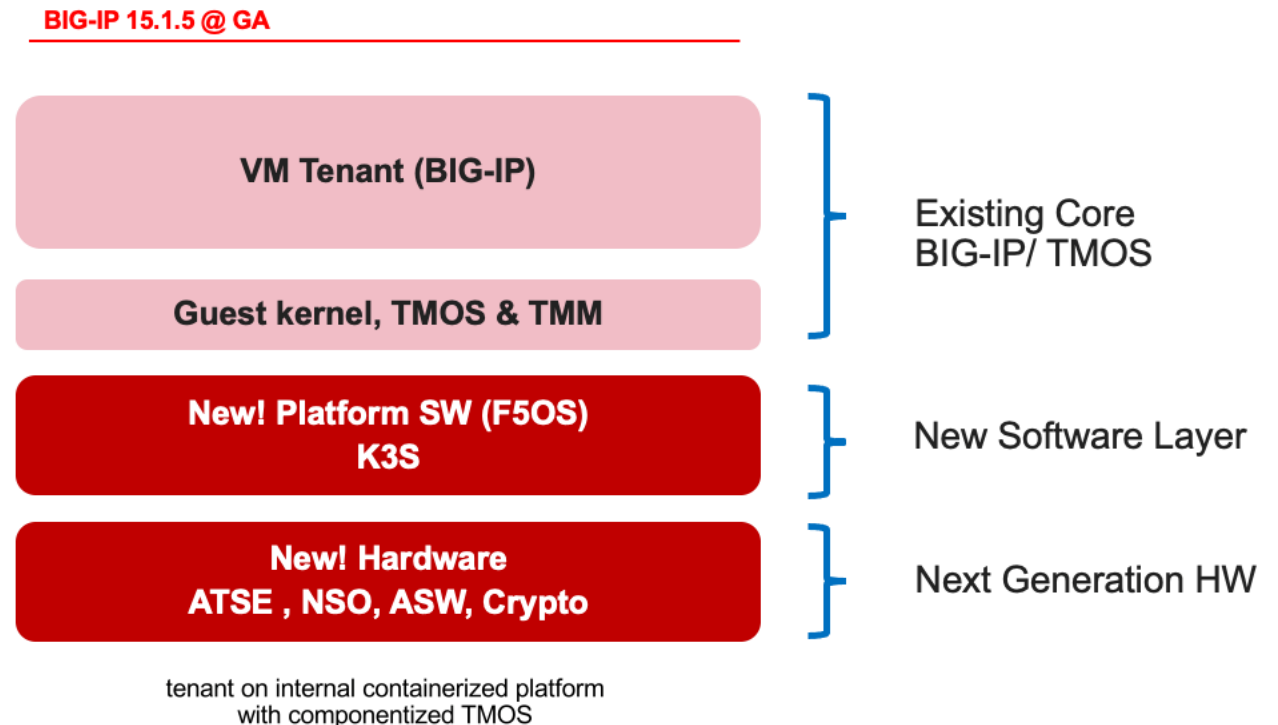 BIG-IP 15.1.5 @ GA
VM Tenant (BIG-IP)
Existing Core
BIG-IP/ TMOS
Guest kernel, TMOS & TMM
New! Platform SW (F5OS)
K3S
New Software Layer
New! Hardware
ATSE , NSO, ASW, Crypto
Next Generation HW
tenant on internal containerized platform
with componentized TMOS